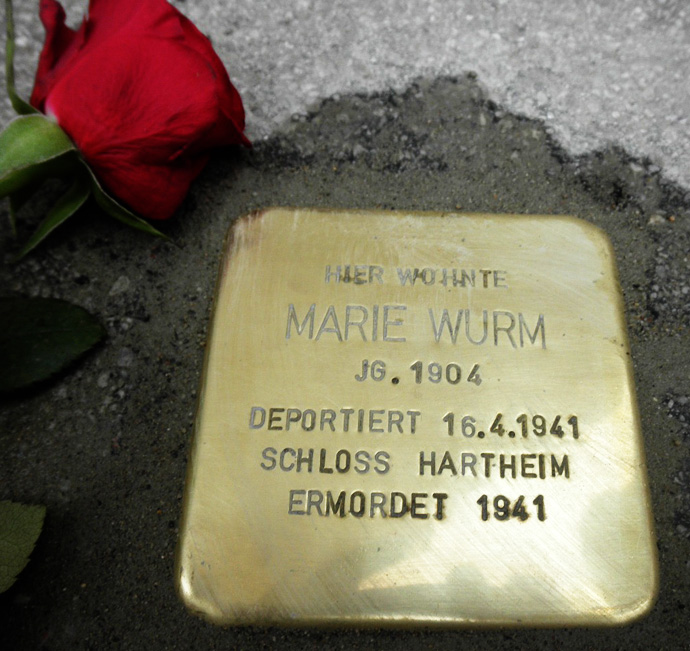 HIER WOHNTE
MARIE WURM
JG. 1904
DEPORTIERT 16.4.1941
SCHLOSS HARTHEIM
ERMORDET 1941